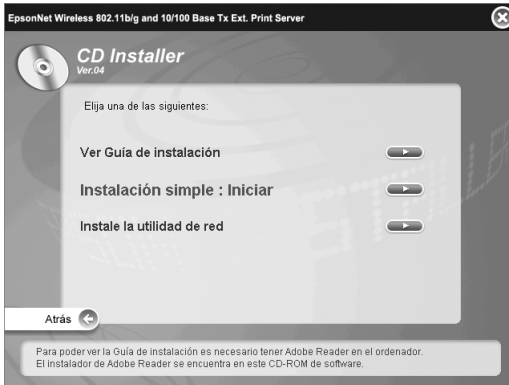 EpsonNet Wireless 802.11b/g and 10/100 Base Tx Ext. Print Server
CD Installer
Ver.04
Elija una de las siguientes:
Ver Guía de instalación
Instalación simple : Iniciar
Instale la utilidad de red
Atrás
Para poder ver la Guía de instalación es necesario tener Adobe Reader en el ordenador.
El instalador de Adobe Reader se encuentra en este CD-ROM de software.